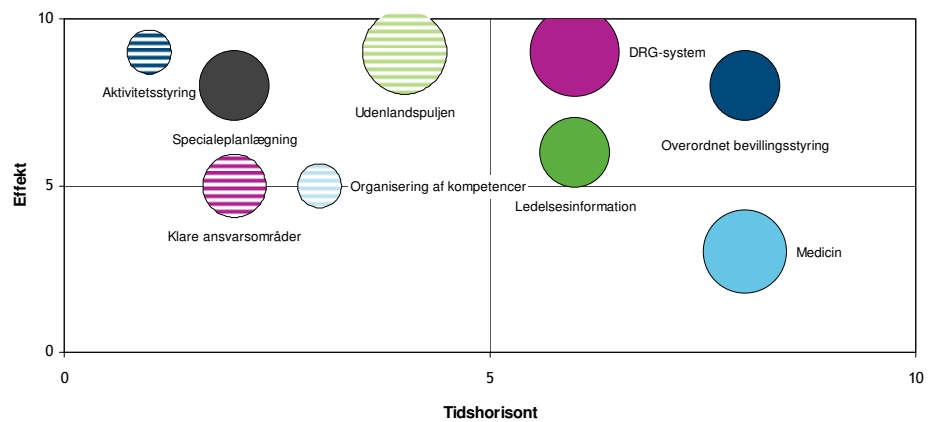 10
DRG-system
Aktivitetsstyring
Udenlandspuljen
Specialeplanlægning
Overordnet bevillingsstyring
Effekt
5
Organisering af kompetencer
Ledelsesinformation
Klare ansvarsområder
Medicin
0
0
5
10
Tidshorisont